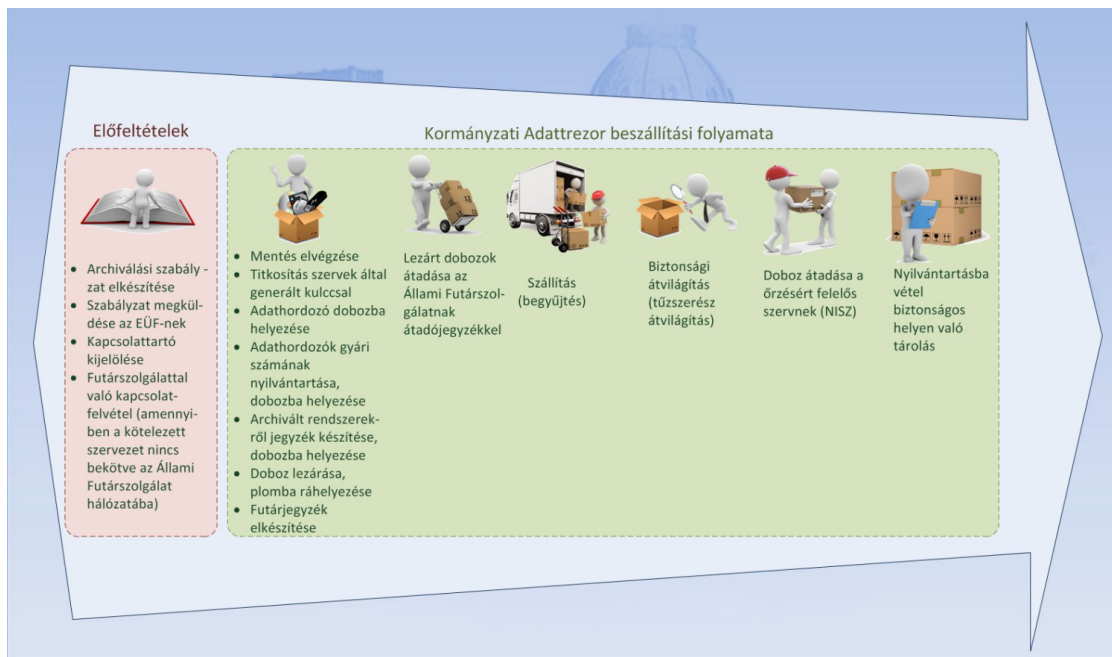 Előfeltételek
Kormányzati Adattrezor beszállítási folyamata
• Archiválási szabály -
zat elkészítése
• Szabályzat megkül-
dése az EÜF-nek
• Kapcsolattartó
kijelölése
• Futárszolgálattal
való kapcsolat-
felvétel (amennyi-
ben a kötelezett
szervezet nincs
bekötve az Állami
Futárszolgálat
hálózatába)
• Mentés elvégzése
• Titkosítás szervek által
generált kulccsal
• Adathordozó dobozba
helyezése
• Adathordozók gyári
számának
nyilvántartása,
dobozba helyezése
• Archivált rendszerek-
ről jegyzék készítése,
dobozba helyezése
• Doboz lezárása,
plomba ráhelyezése
• Futárjegyzék
elkészítése
Lezárt dobozok
átadása az
Állami Futárszol-
gálatnak
átadójegyzékkel
Szállítás
(begyűjtés)
Biztonsági
átvilágítás
(tűzszerész
átvilágítás)
Doboz átadása a
őrzésért felelős
szervnek (NISZ)
Nyilvántartásba
vétel
biztonságos
helyen való
tárolás